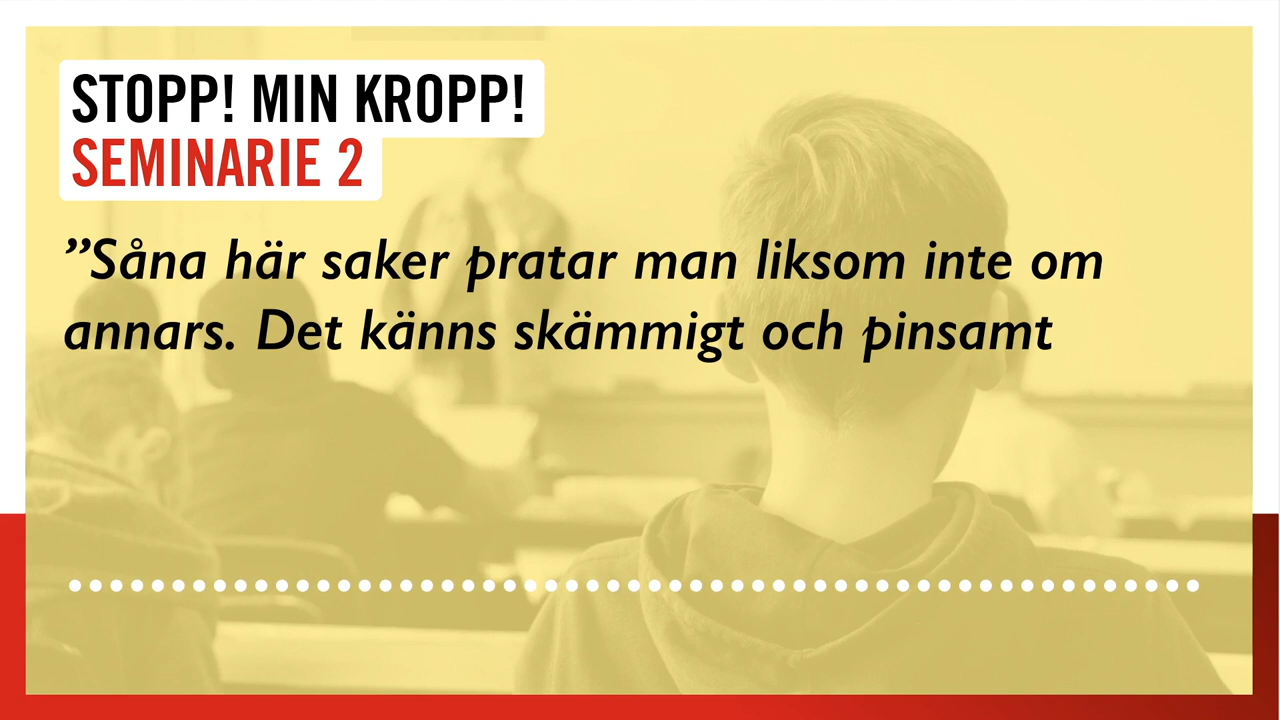 STOPP! MIN KROPP!
SEMINARIE 2
”Såna här saker pratar man liksom inte om
annars. Det känns skämmigt och pinsamt